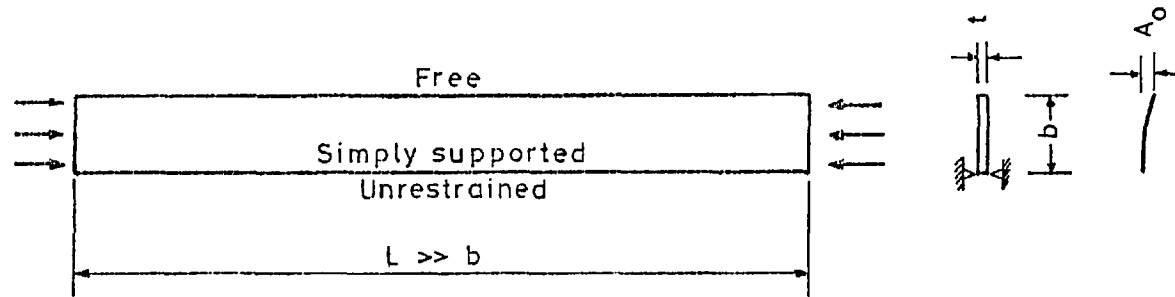 Free
Simply supported
Unrestrained
L >> b
t
b
A₀